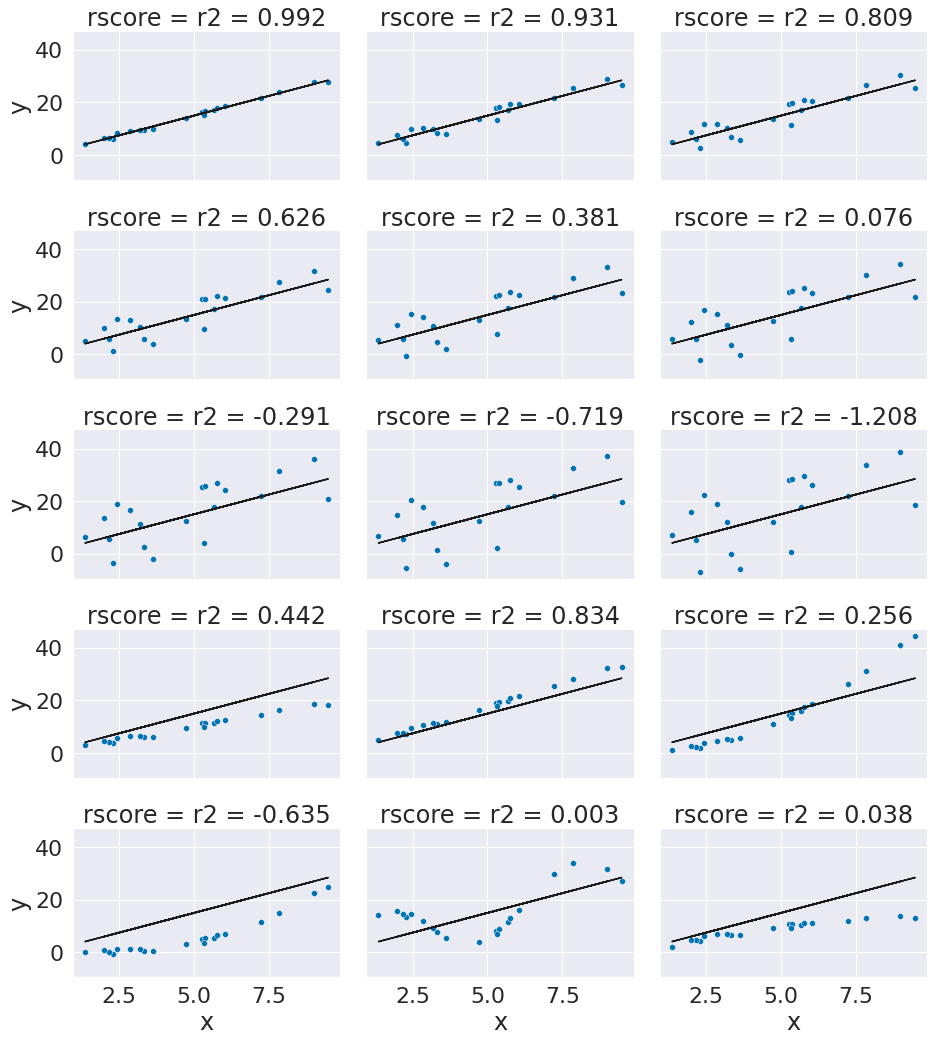 rscore = r2 = 0.992 rscore = r2 = 0.931 rscore = r2 = 0.809
40
20
0
y
rscore = r2 = 0.626 rscore = r2 = 0.381 rscore = r2 = 0.076
40
20
0
y
rscore = r2 = -0.291 rscore = r2 = -0.719 rscore = r2 = -1.208
40
20
0
y
rscore = r2 = 0.442 rscore = r2 = 0.834 rscore = r2 = 0.256
40
20
0
y
rscore = r2 = -0.635 rscore = r2 = 0.003 rscore = r2 = 0.038
40
20
0
y
2.5 5.0 7.5 2.5 5.0 7.5 2.5 5.0 7.5
x x x